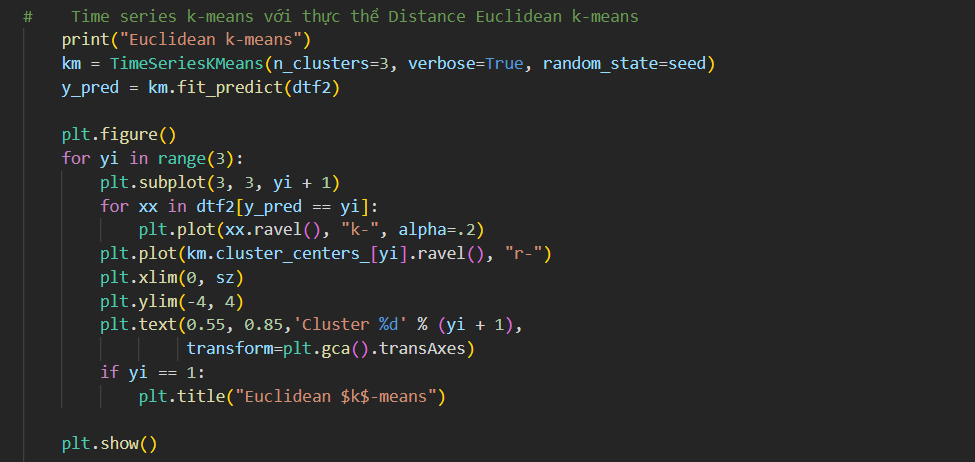 #    Time series k-means với thực thể Distance Euclidean k-means
print("Euclidean k-means")
km = TimeSeriesKMeans(n_clusters=3, verbose=True, random_state=seed)
y_pred = km.fit_predict(dtf2)
plt.figure()
for yi in range(3):
    plt.subplot(3, 3, yi + 1)
    for xx in dtf2[y_pred == yi]:
        plt.plot(xx.ravel(), "k-", alpha=.2)
    plt.plot(km.cluster_centers_[yi].ravel(), "r-")
    plt.xlim(0, sz)
    plt.ylim(-4, 4)
    plt.text(0.55, 0.85,'Cluster %d' % (yi + 1),
             transform=plt.gca().transAxes)
    if yi == 1:
        plt.title("Euclidean $k$-means")
plt.show()